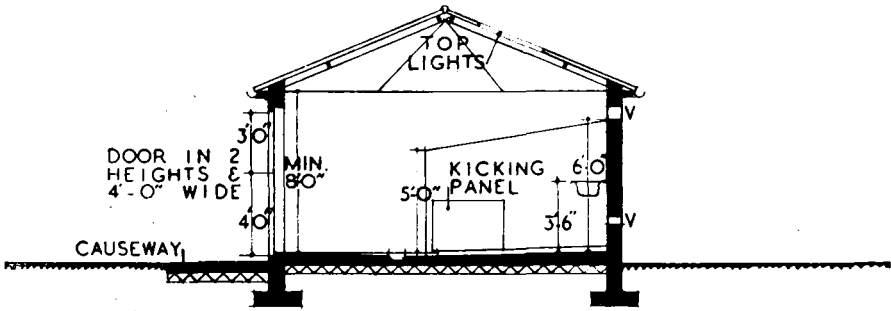 TOP
LIGHTS
3'0"
DOOR IN 2
HEIGHTS &
4'-0" WIDE
4'0"
MIN.
8'0"
5'0"
KICKING
PANEL
6'0"
3'6"
V
V
CAUSEWAY